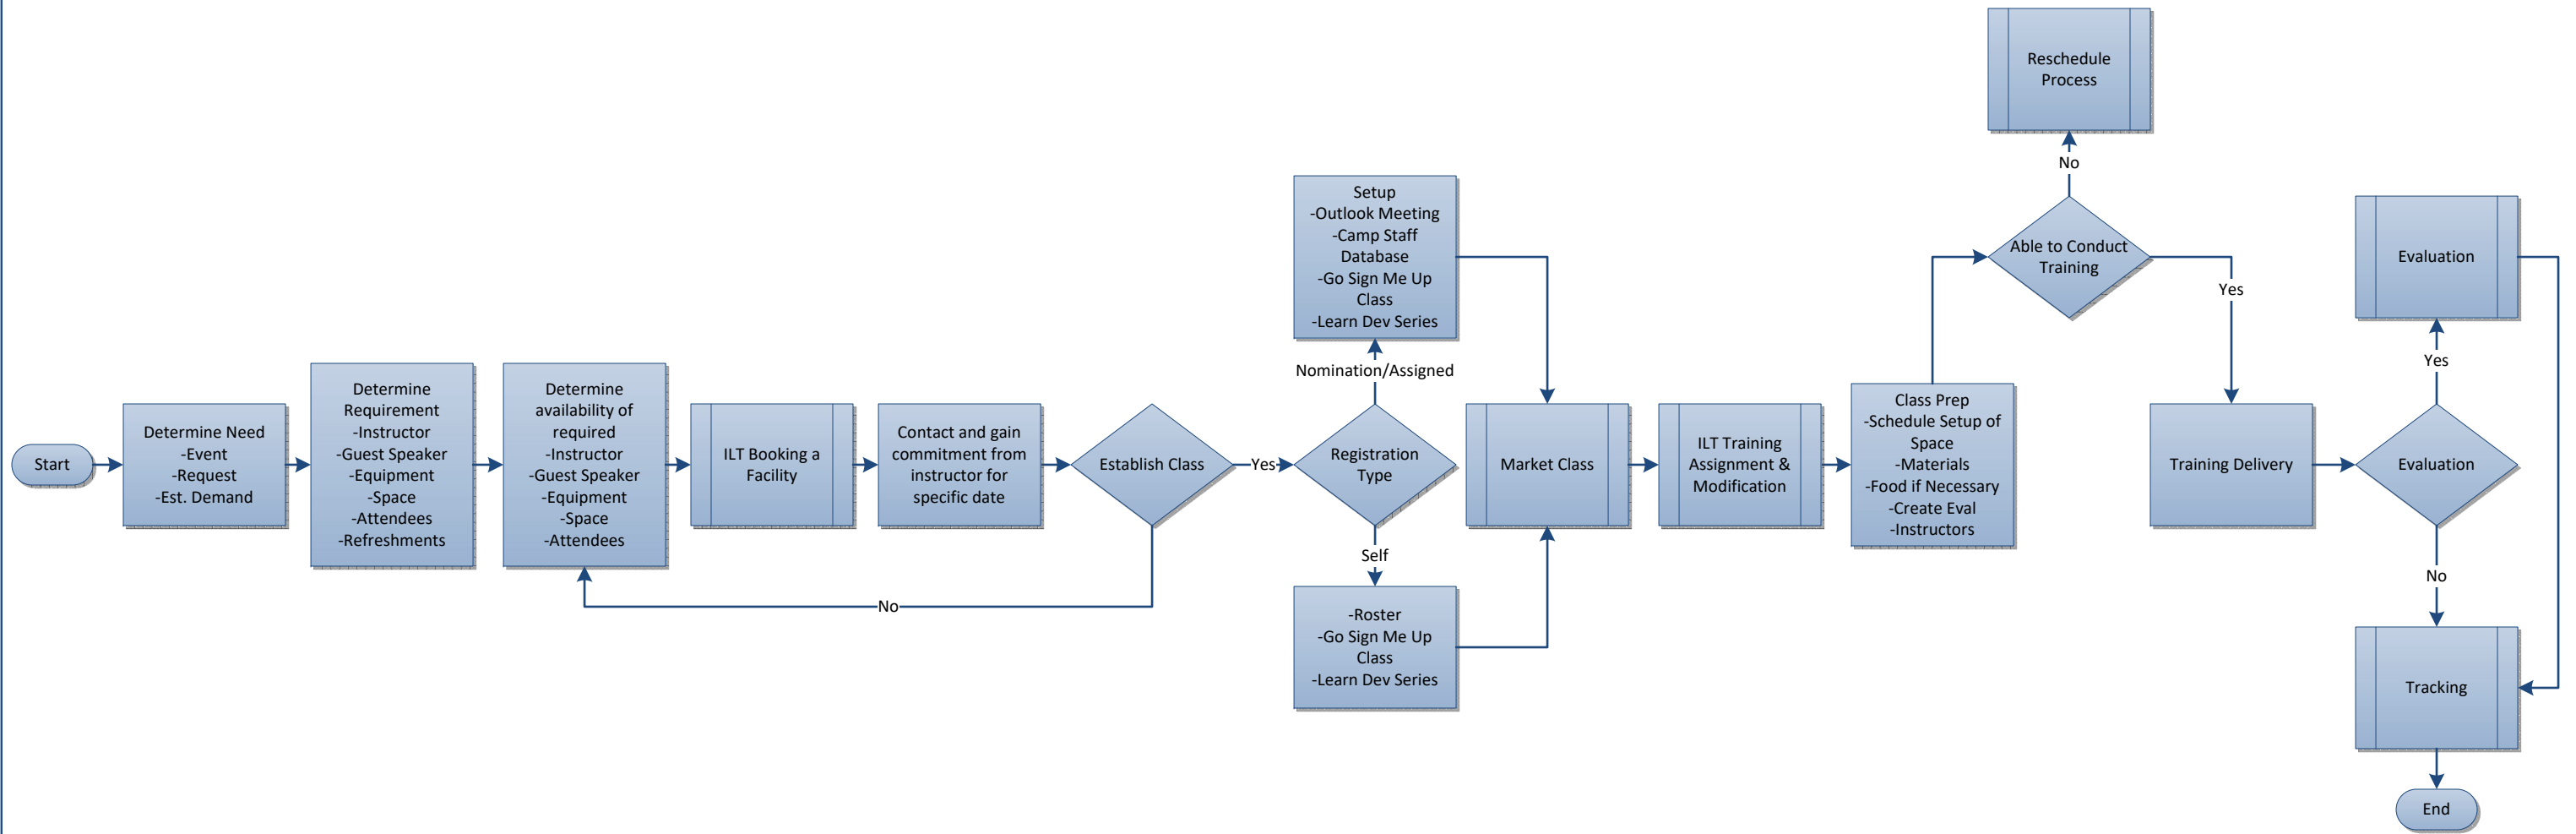 Start
Determine Need
-Event
-Request
-Est. Demand
Determine
Requirement
-Instructor
-Guest Speaker
-Equipment
-Space
-Attendees
-Refreshments
Determine
availability of
required
-Instructor
-Guest Speaker
-Equipment
-Space
-Attendees
ILT Booking a
Facility
Contact and gain
commitment from
instructor for
specific date
Establish Class
No
Yes
Registration
Type
Nomination/Assigned
Setup
-Outlook Meeting
-Camp Staff
Database
-Go Sign Me Up
Class
-Learn Dev Series
Self
-Roster
-Go Sign Me Up
Class
-Learn Dev Series
Market Class
ILT Training
Assignment &
Modification
Class Prep
-Schedule Setup of
Space
-Materials
-Food if Necessary
-Create Eval
-Instructors
Able to Conduct
Training
No
Reschedule
Process
Yes
Training Delivery
Evaluation
Yes
Evaluation
No
Tracking
End